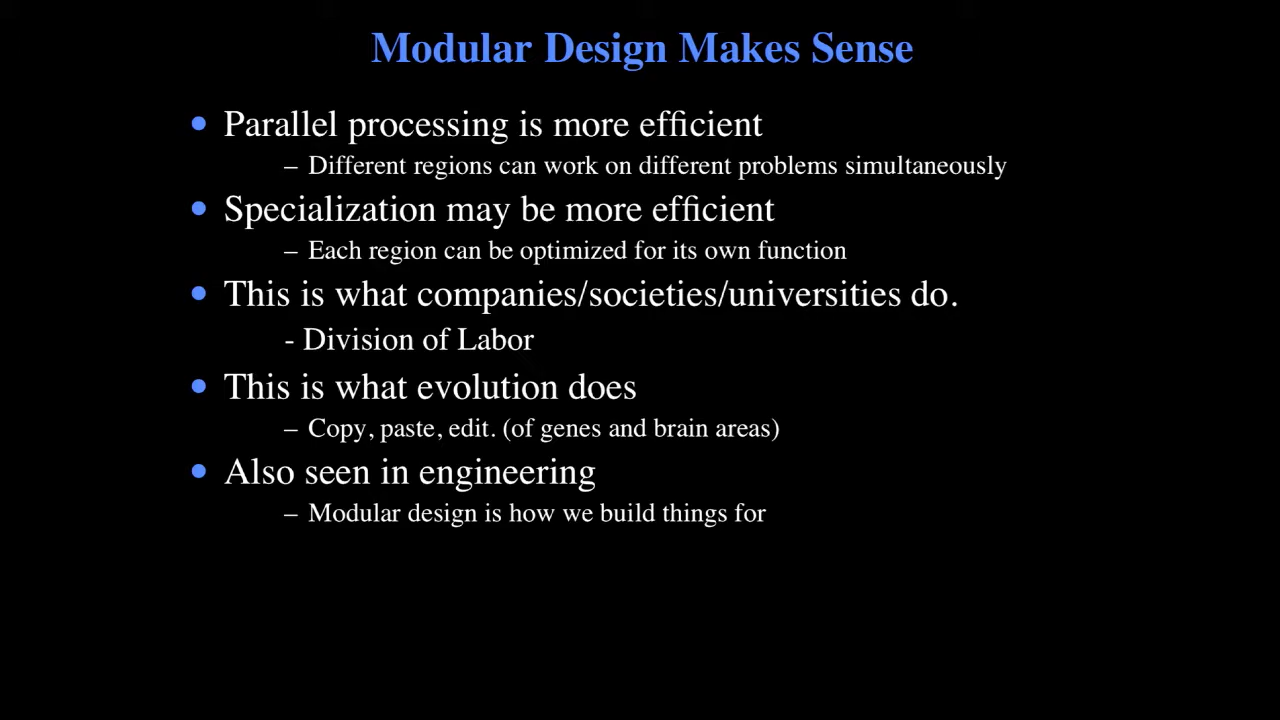 Modular Design Makes Sense
• Parallel processing is more efficient
– Different regions can work on different problems simultaneously
• Specialization may be more efficient
– Each region can be optimized for its own function
• This is what companies/societies/universities do.
- Division of Labor
• This is what evolution does
– Copy, paste, edit. (of genes and brain areas)
• Also seen in engineering
– Modular design is how we build things for